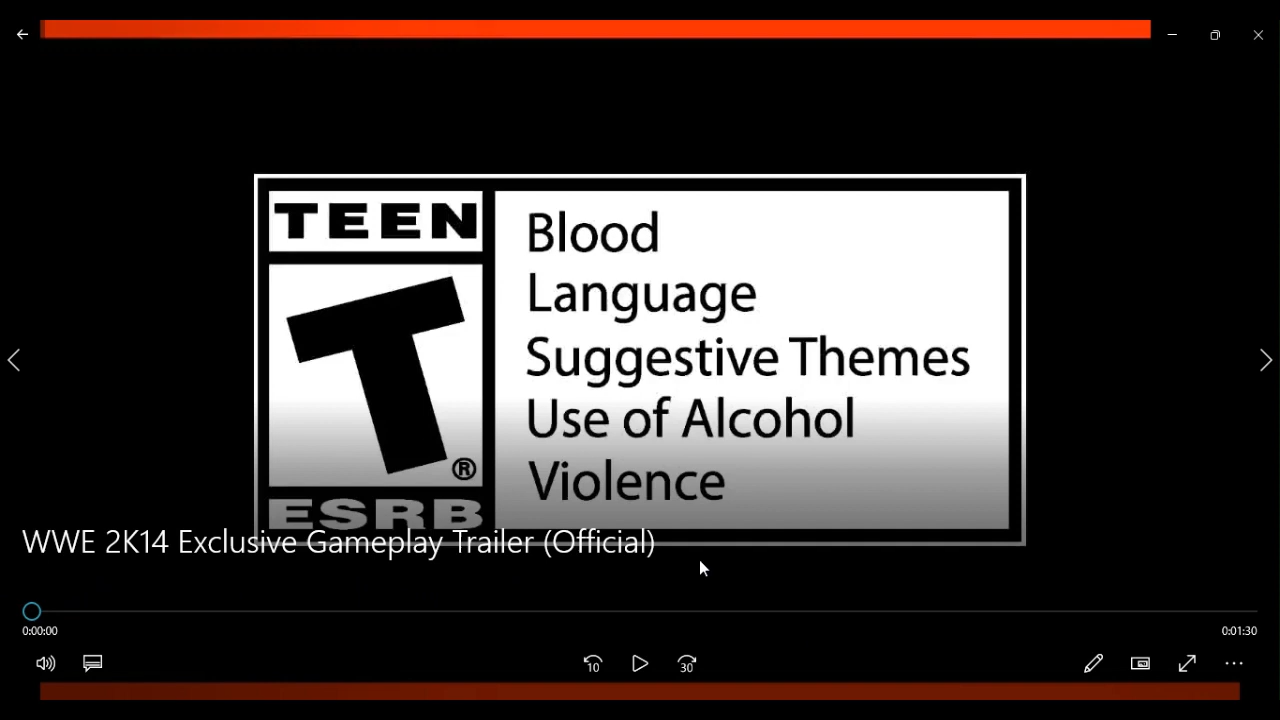 TEEN
T
®
ESRB
Blood
Language
Suggestive Themes
Use of Alcohol
Violence
WWE 2K14 Exclusive Gameplay Trailer (Official)
0:00:00
0:01:30
10
30